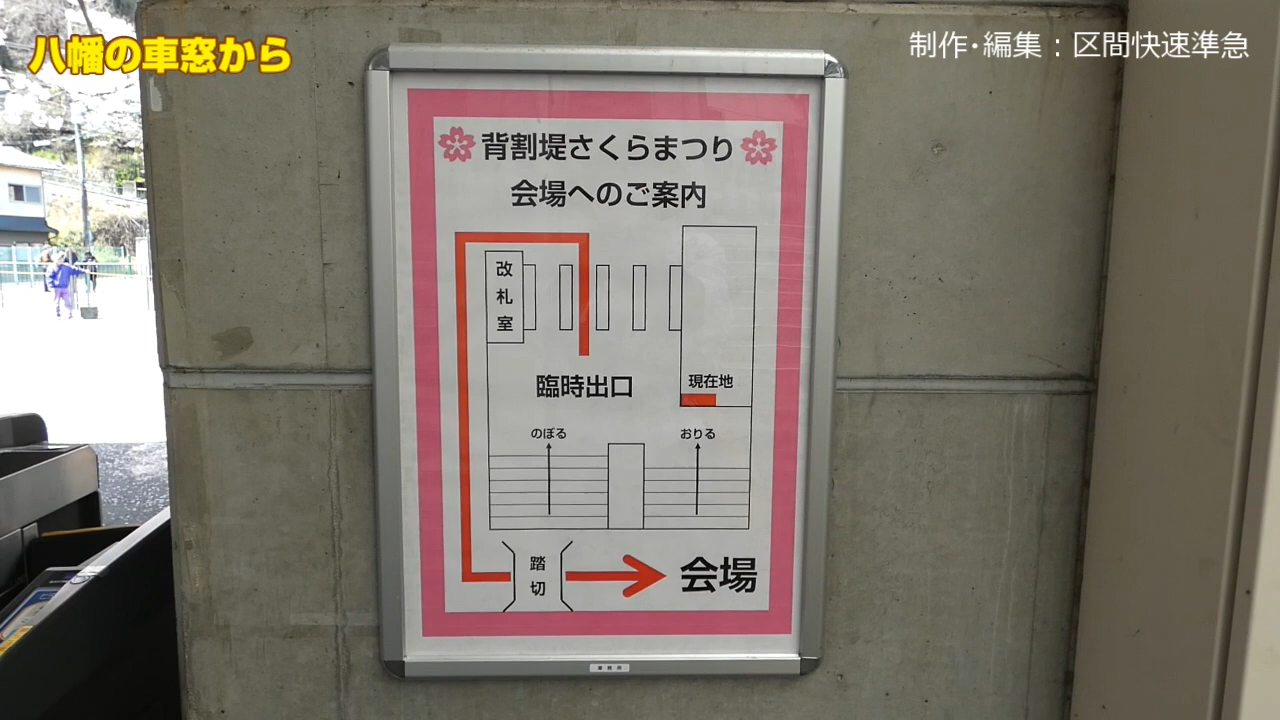 八幡の車窓から
制作・編集：区間快速準急
背割堤さくらまつり
会場へのご案内
改札室
臨時出口
現在地
のぼる
おりる
踏切
会場